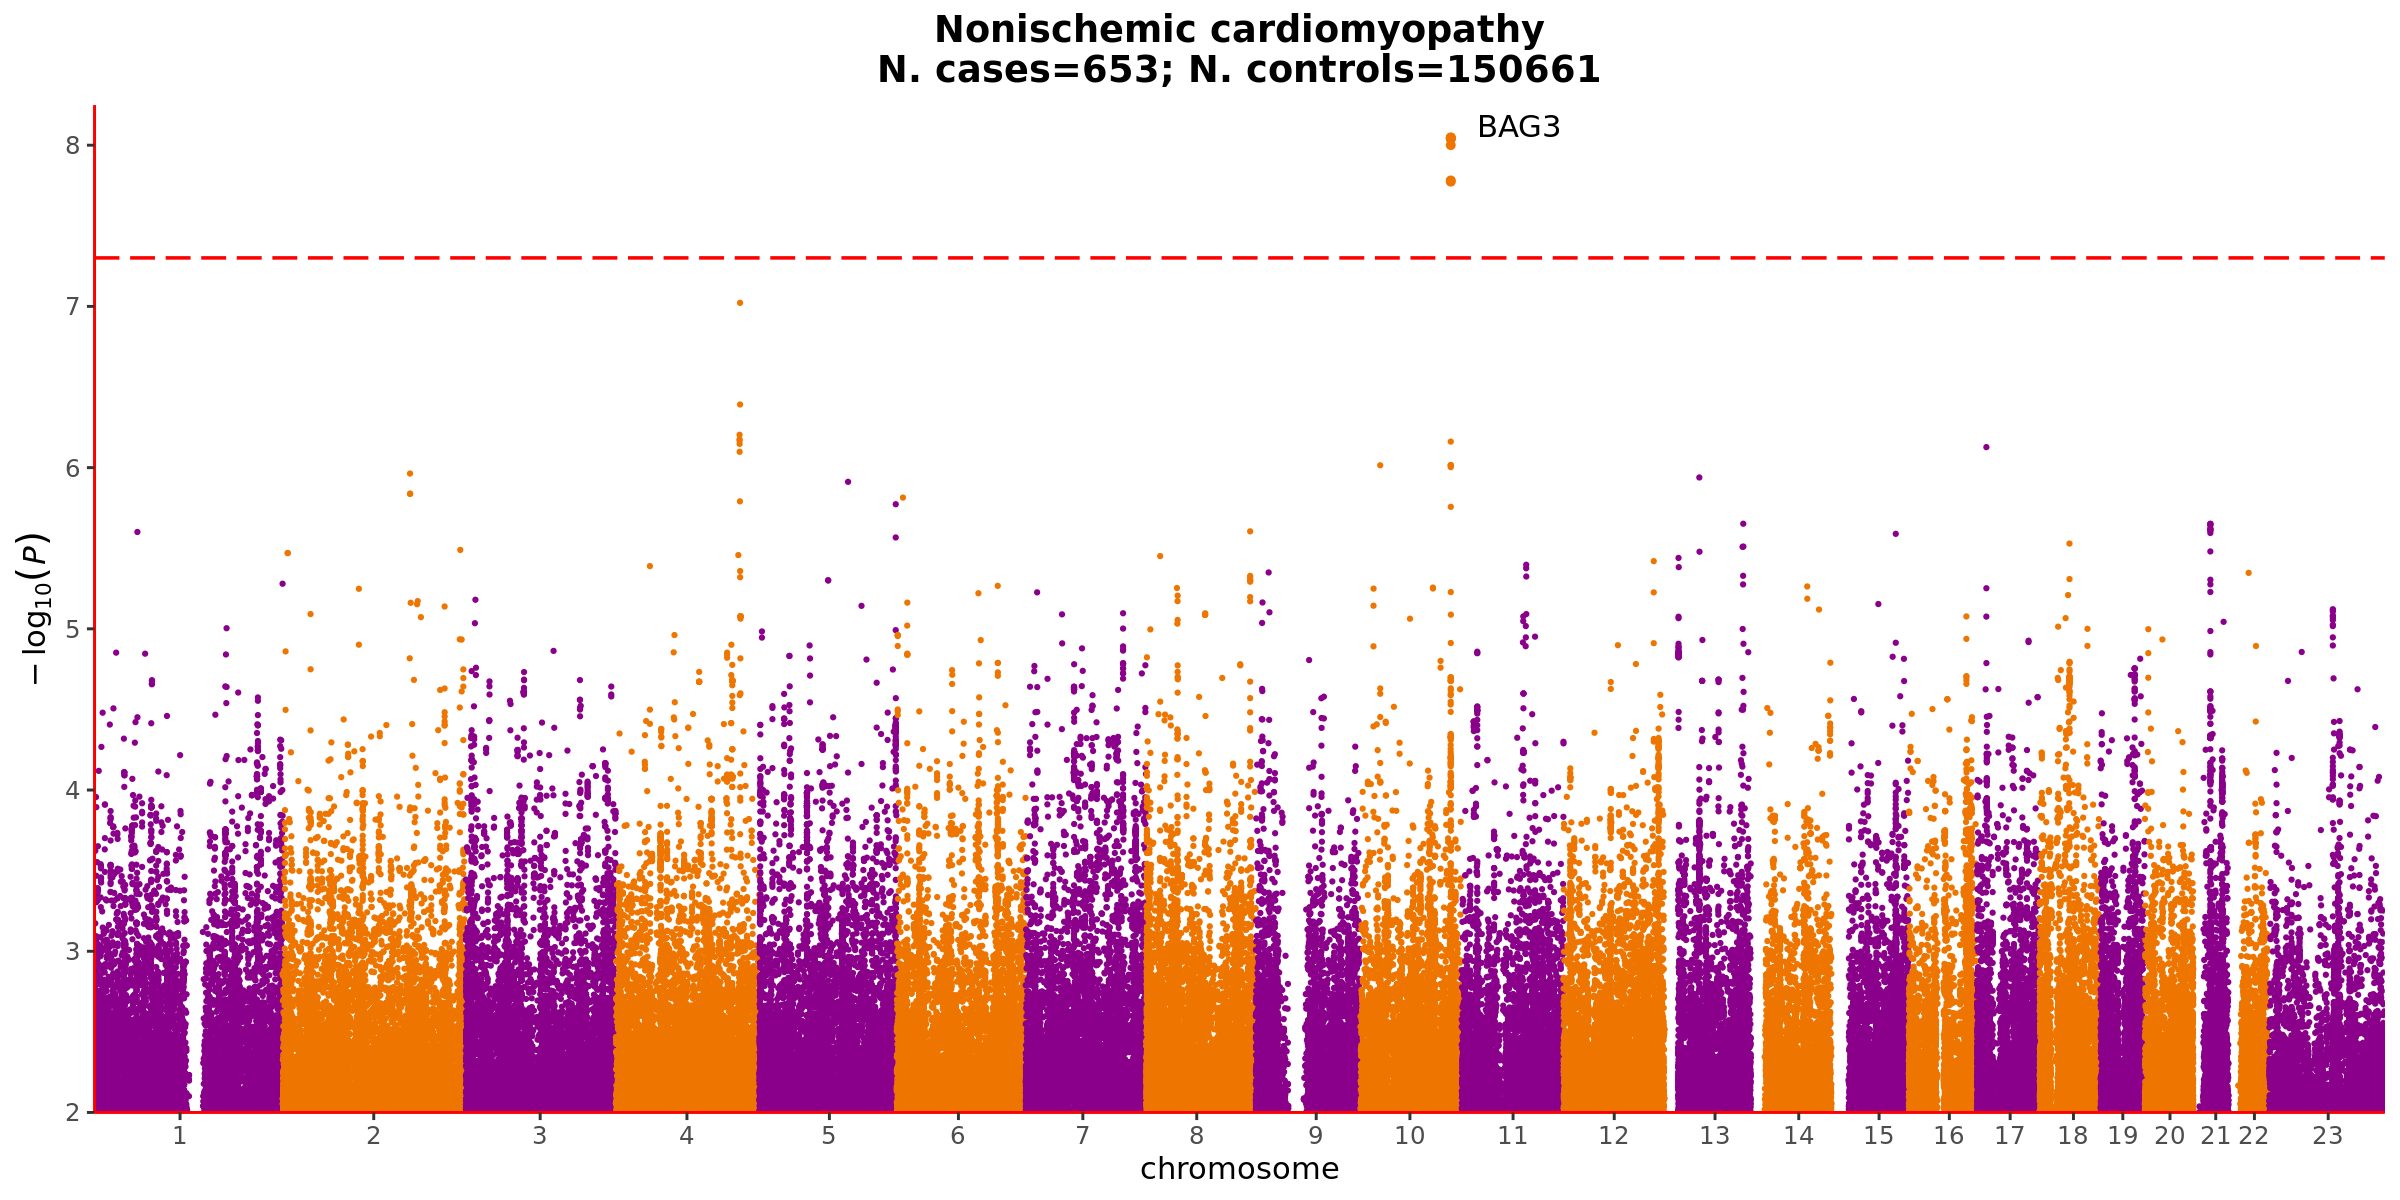 Nonischemic cardiomyopathy
N. cases=653; N. controls=150661
BAG3
8
7
6
5
4
3
2
−log10(P)
1 2 3 4 5 6 7 8 9 10 11 12 13 14 15 16 17 18 19 20 21 22 23
chromosome